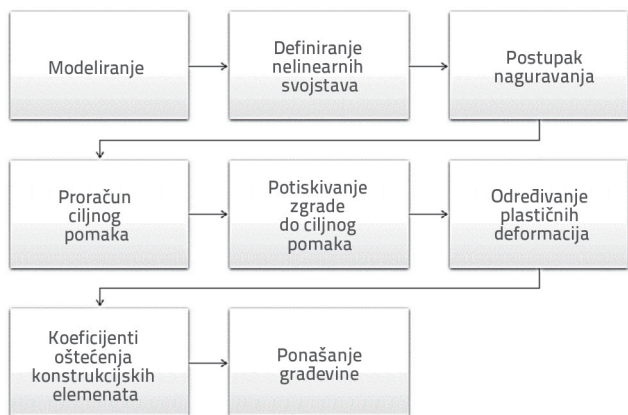 Modeliranje
Definiranje
nelinearnih
svojstava
Postupak
naguravanja
Proračun
ciljnog
pomaka
Potiskivanje
zgrade
do ciljnog
pomaka
Određivanje
plastičnih
deformacija
Koeficijenti
oštećenja
konstrukcijskih
elemenata
Ponašanje
građevine